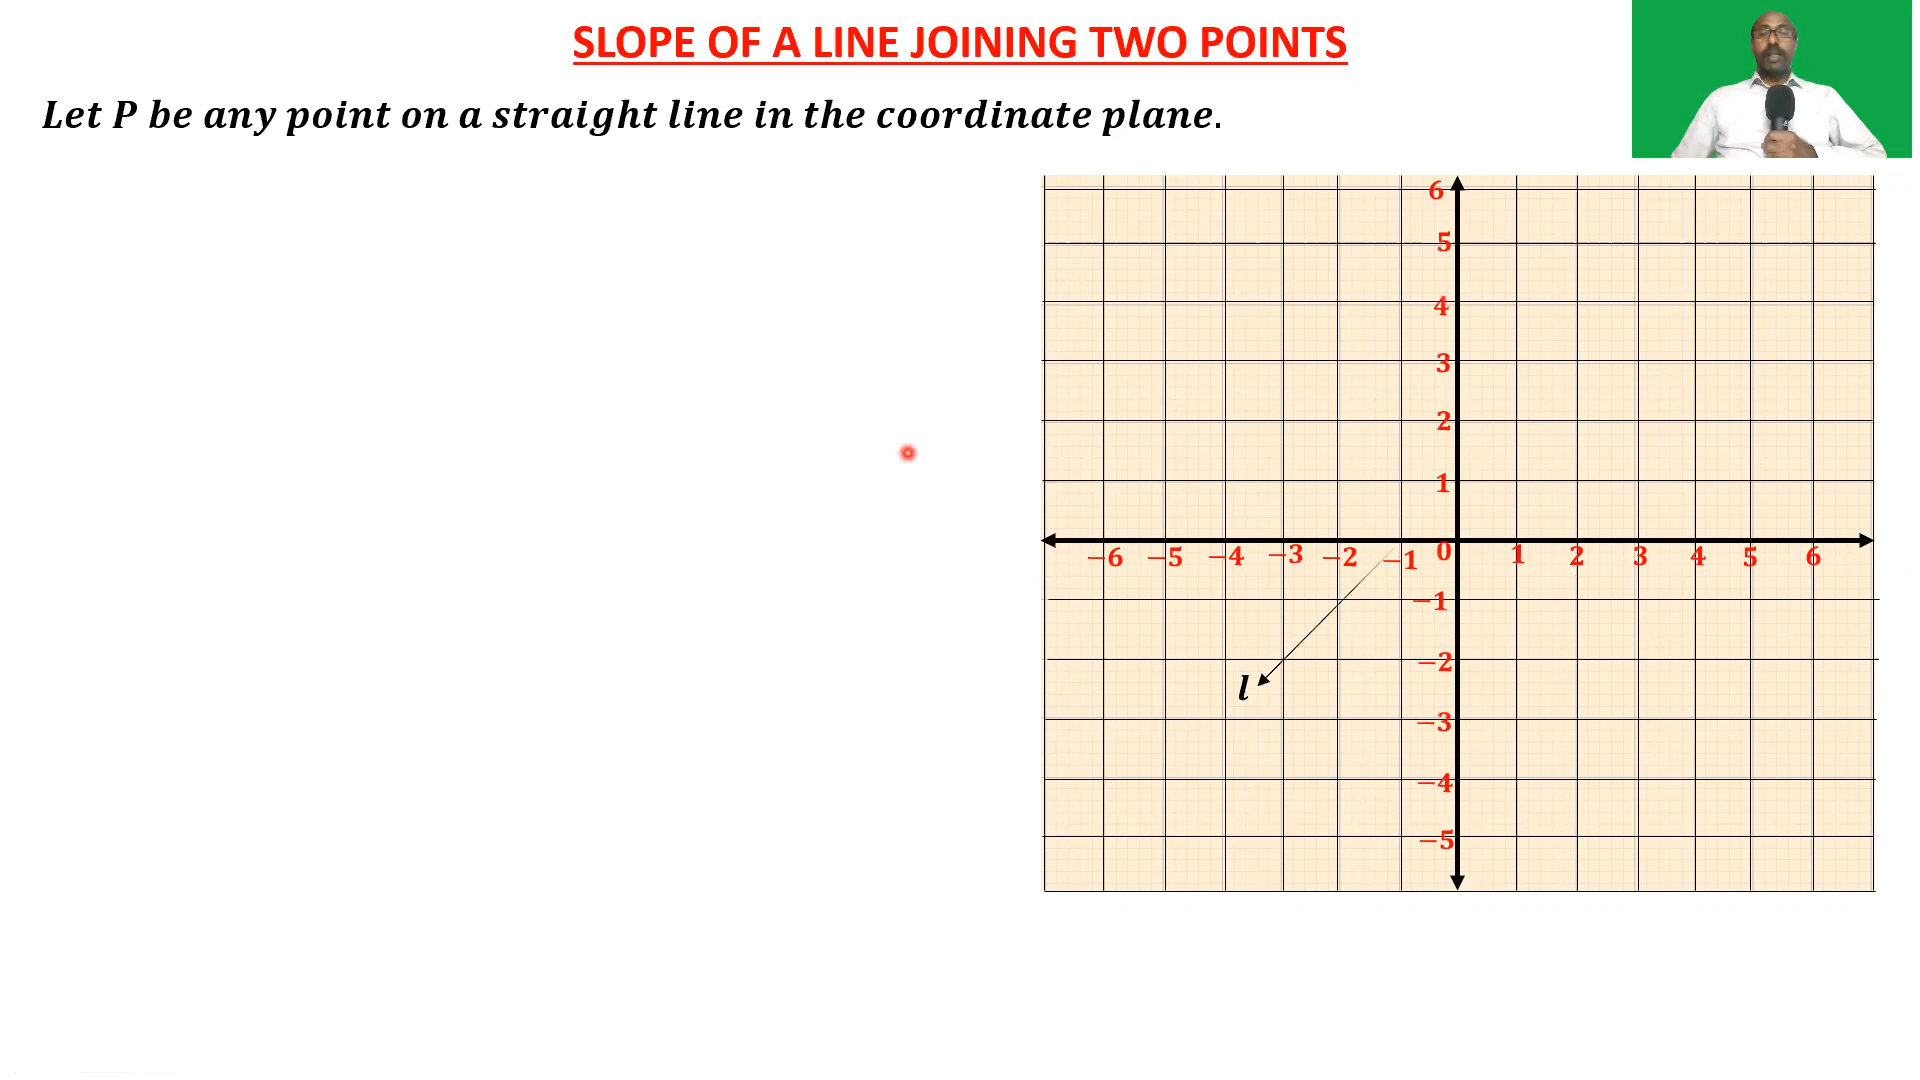 SLOPE OF A LINE JOINING TWO POINTS
Let P be any point on a straight line in the coordinate plane.
6
5
4
3
2
1
−6 −5 −4 −3 −2 −1 0 1 2 3 4 5 6
−1
−2
l
−3
−4
−5